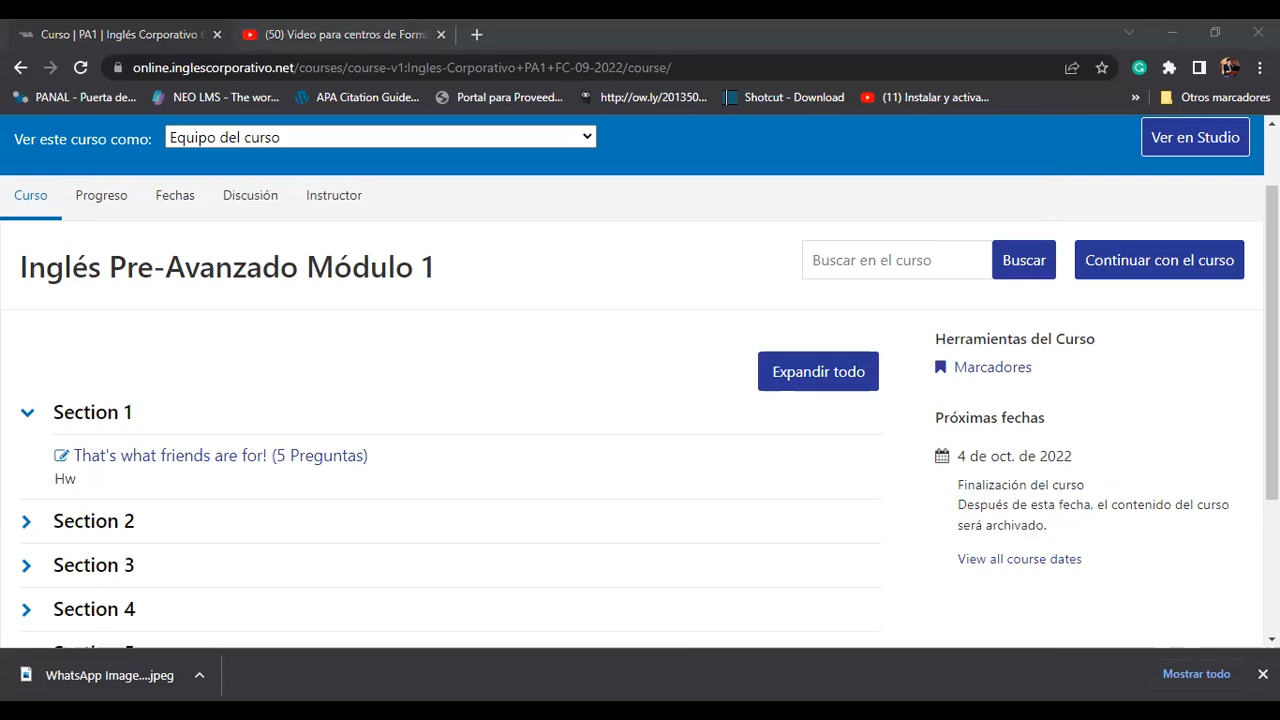 Curso | PA1 | Inglés Corporativo
(50) Video para centros de Form
online.inglescorporativo.net/courses/course-v1:Ingles-Corporativo+PA1+FC-09-2022/course/
PANAL - Puerta de... NEO LMS - The wor... APA Citation Guide... Portal para Proveed... http://ow.ly/201350... Shotcut - Download (11) Instalar y activa... » Otros marcadores
Ver este curso como: Equipo del curso Ver en Studio
Curso Progreso Fechas Discusión Instructor
Inglés Pre-Avanzado Módulo 1
Buscar en el curso Buscar Continuar con el curso
Expandir todo
Section 1
That's what friends are for! (5 Preguntas)
Hw
Section 2
Section 3
Section 4
Herramientas del Curso
Marcadores
Próximas fechas
4 de oct. de 2022
Finalización del curso
Después de esta fecha, el contenido del curso
será archivado.
View all course dates
WhatsApp Image....jpeg Mostrar todo